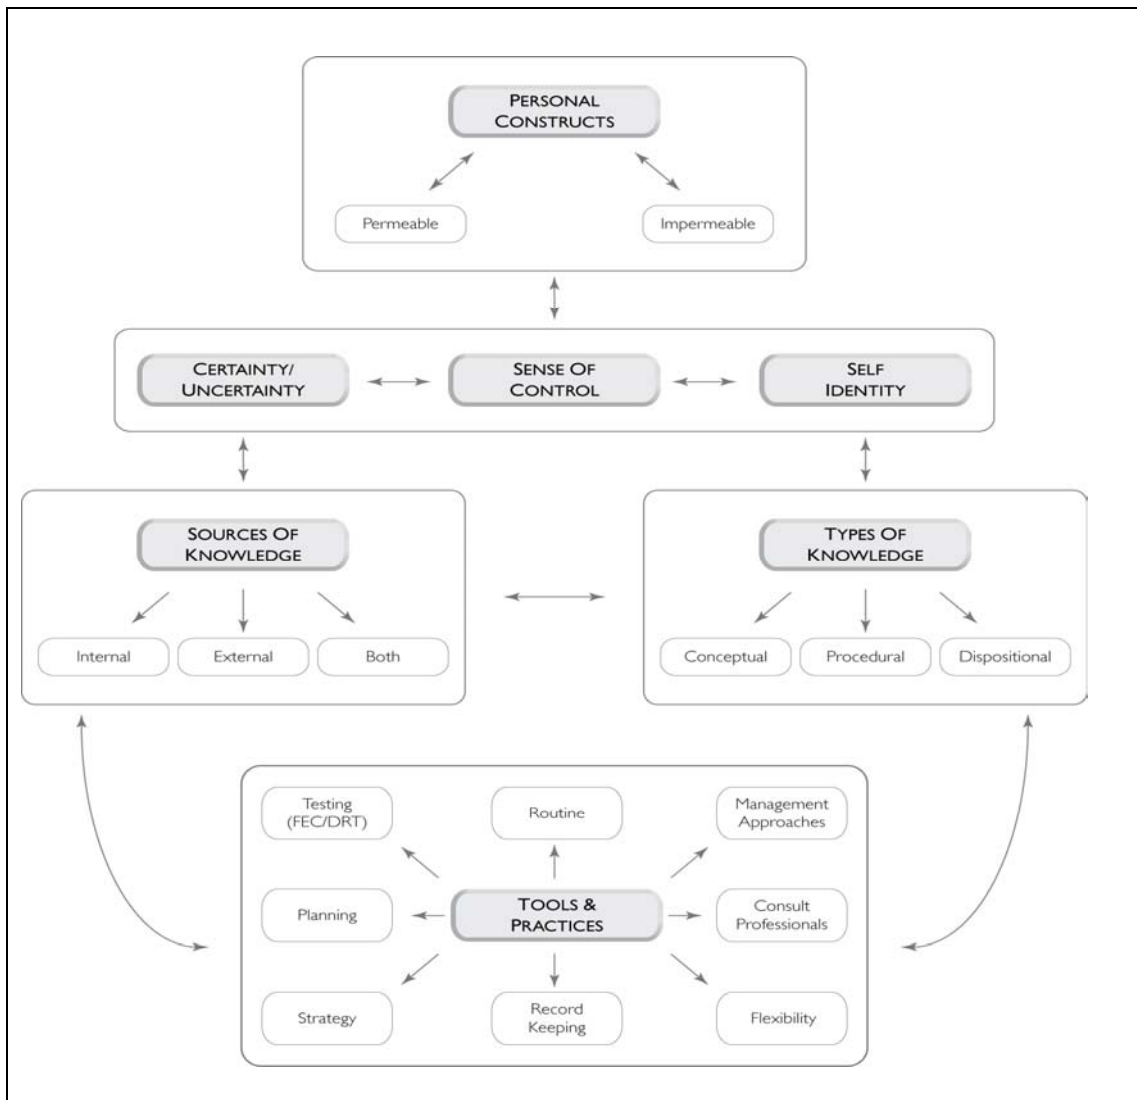 PERSONAL
CONSTRUCTS
Permeable
Impermeable
CERTAINTY/
UNCERTAINTY
SENSE OF
CONTROL
SELF
IDENTITY
SOURCES OF
KNOWLEDGE
Internal
External
Both
TYPES OF
KNOWLEDGE
Conceptual
Procedural
Dispositional
Testing
(FEC/DRT)
Routine
Management
Approaches
Planning
TOOLS &
PRACTICES
Consult
Professionals
Strategy
Record
Keeping
Flexibility